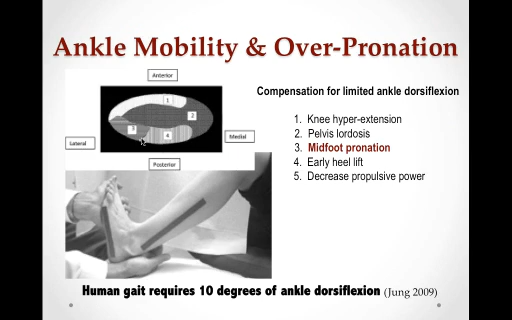 Ankle Mobility & Over-Pronation
Anterior
1
2
3
4
Lateral
Medial
Posterior
Compensation for limited ankle dorsiflexion
1. Knee hyper-extension
2. Pelvis lordosis
3. Midfoot pronation
4. Early heel lift
5. Decrease propulsive power
Human gait requires 10 degrees of ankle dorsiflexion (Jung 2009)